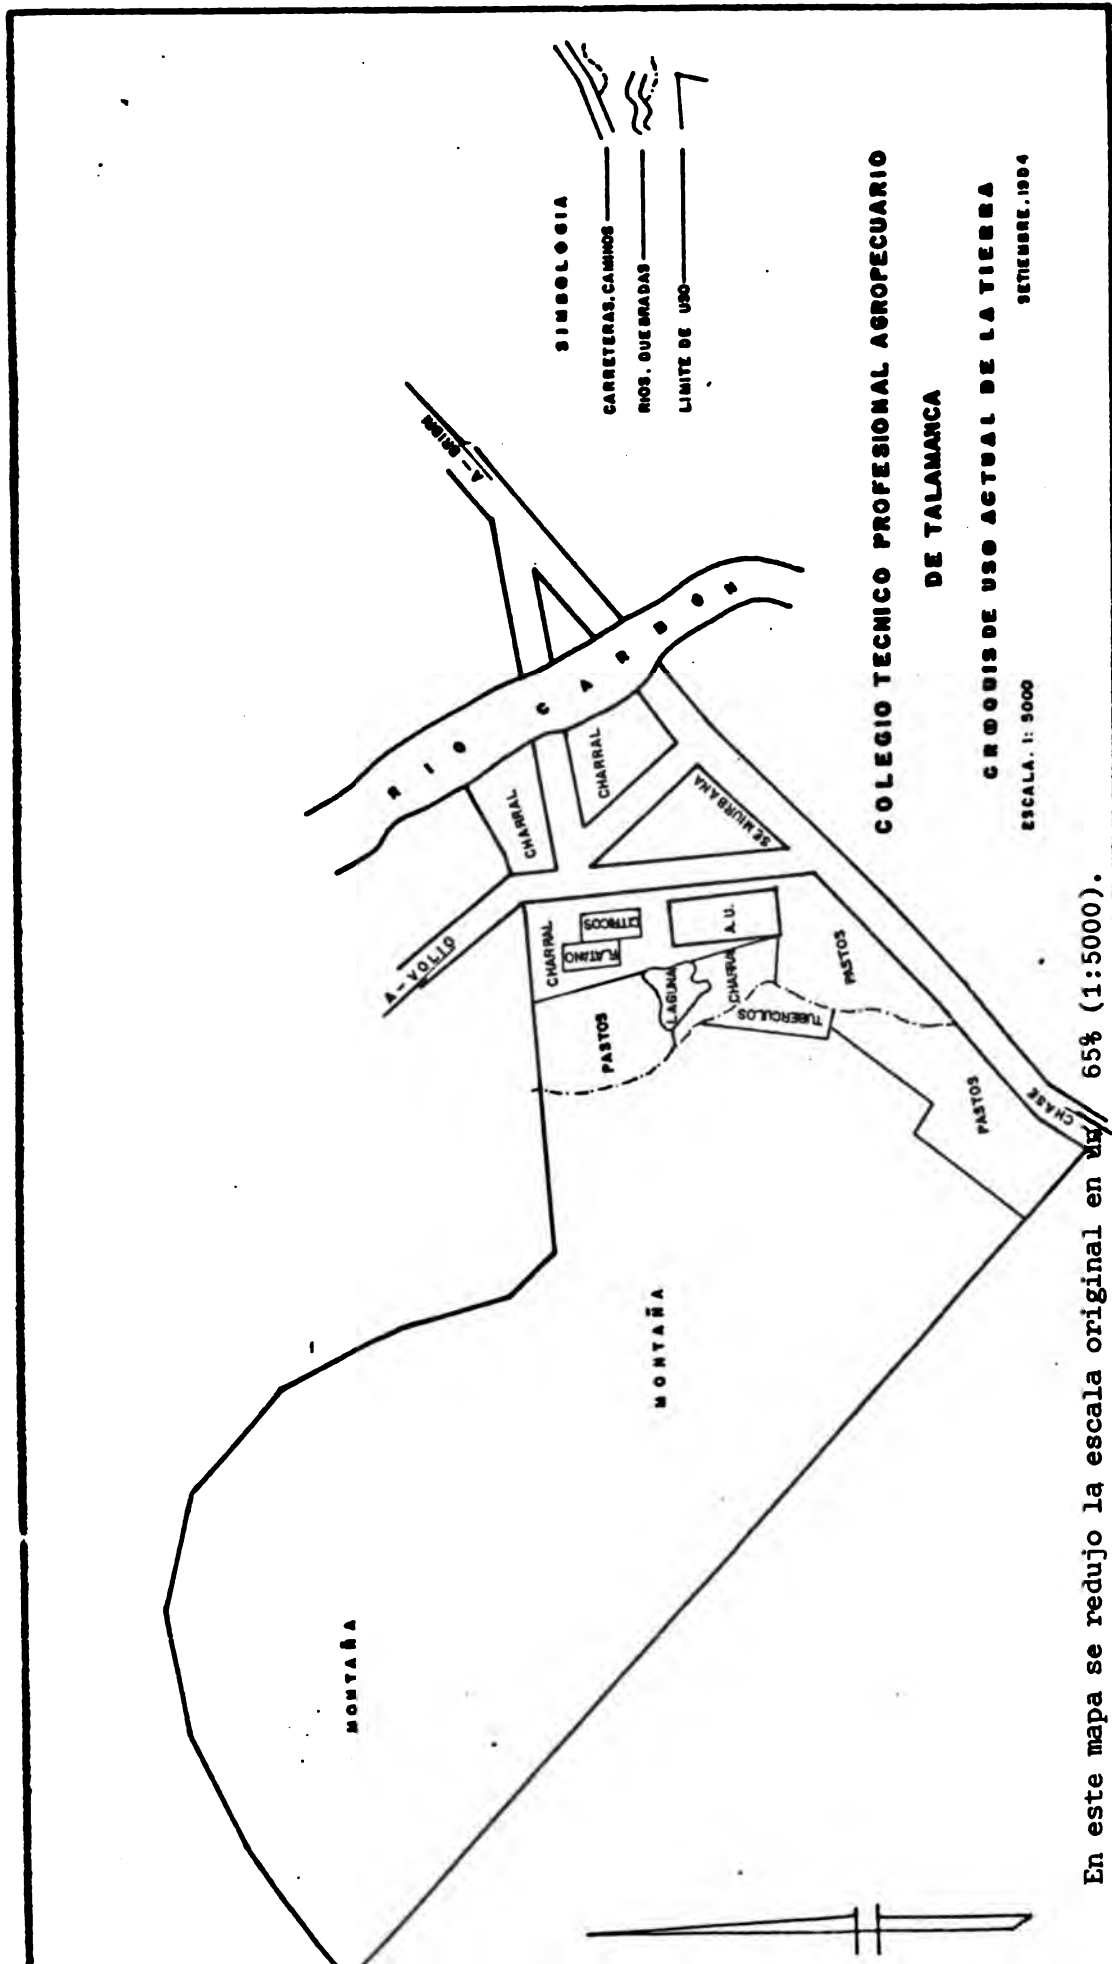 SIMBOLOGIA
CARRETERAS, CAMINOS
RIOS, QUEBRADAS
LIMITE DE USO
A - BRIBRI
RIO CARBON
A - VOLIO
CHARRAL
CHARRAL
SEMIURBANA
CHARRAL
CITRICOS
PLATANO
A.U.
PASTOS
LAGUNA
CHARRAL
TUBERCULOS
PASTOS
PASTOS
CHASE
MONTAÑA
MONTAÑA
COLEGIO TECNICO PROFESIONAL AGROPECUARIO
DE TALAMANCA
CROQUIS DE USO ACTUAL DE LA TIERRA
ESCALA. 1: 5000
SETIEMBRE, 1984
En este mapa se redujo la escala original en un 65% (1:5000).